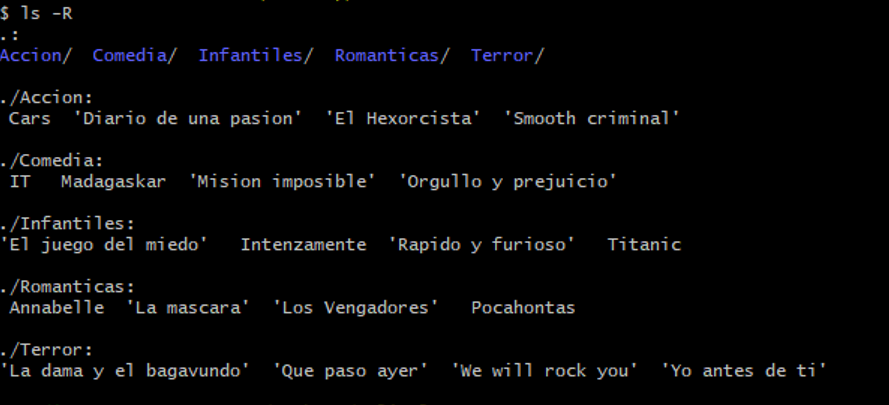 $ ls -R
.:
Accion/  Comedia/  Infantiles/  Romanticas/  Terror/
./Accion:
Cars  'Diario de una pasion'  'El Hexorcista'  'Smooth criminal'
./Comedia:
IT  Madagaskar  'Mision imposible'  'Orgullo y prejuicio'
./Infantiles:
'El juego del miedo'  Intenzamente  'Rapido y furioso'  Titanic
./Romanticas:
Annabelle  'La mascara'  'Los Vengadores'  Pocahontas
./Terror:
'La dama y el bagavundo'  'Que paso ayer'  'We will rock you'  'Yo antes de ti'